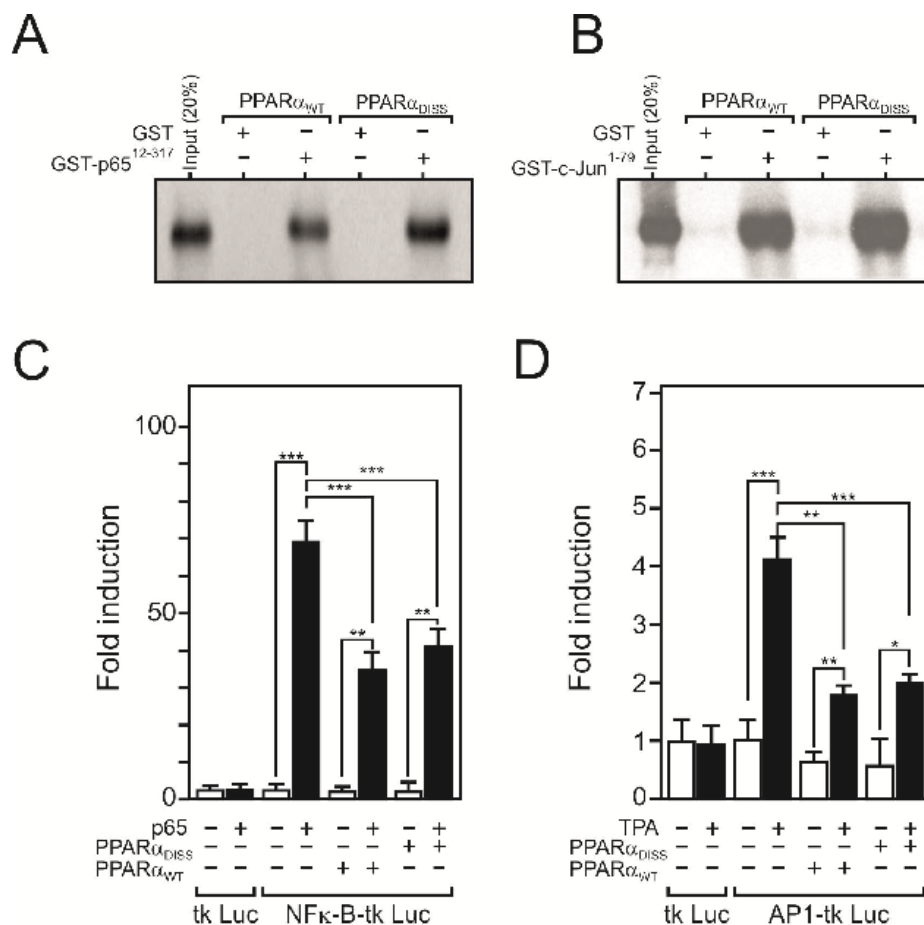 A
PPARαWT PPARαDISS
Input (20%)
GST + – + –
GST-p65 12-317 – + – +
B
PPARαWT PPARαDISS
Input (20%)
GST + – + –
GST-c-Jun 1-79 – + – +
C
Fold induction
100
50
0
*** *** *** ** **
p65 – + – + – + – +
PPARαDISS – – – – – – + +
PPARαWT – – – – + + – –
tk Luc NFκ-B-tk Luc
D
Fold induction
7
6
5
4
3
2
1
0
*** *** ** ** *
TPA – + – + – + – +
PPARαDISS – – – – – – + +
PPARαWT – – – – + + – –
tk Luc AP1-tk Luc